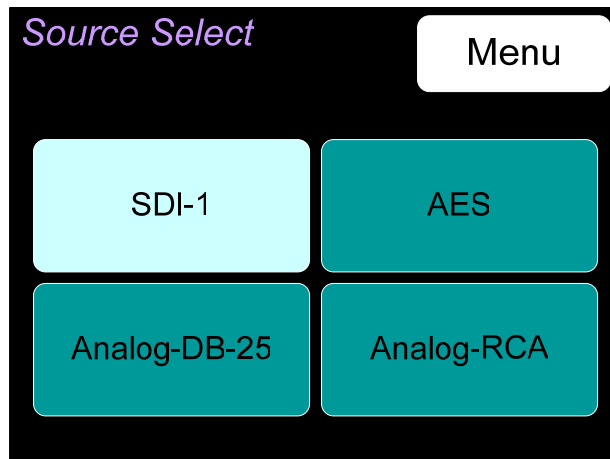 Source Select
Menu
SDI-1
AES
Analog-DB-25
Analog-RCA